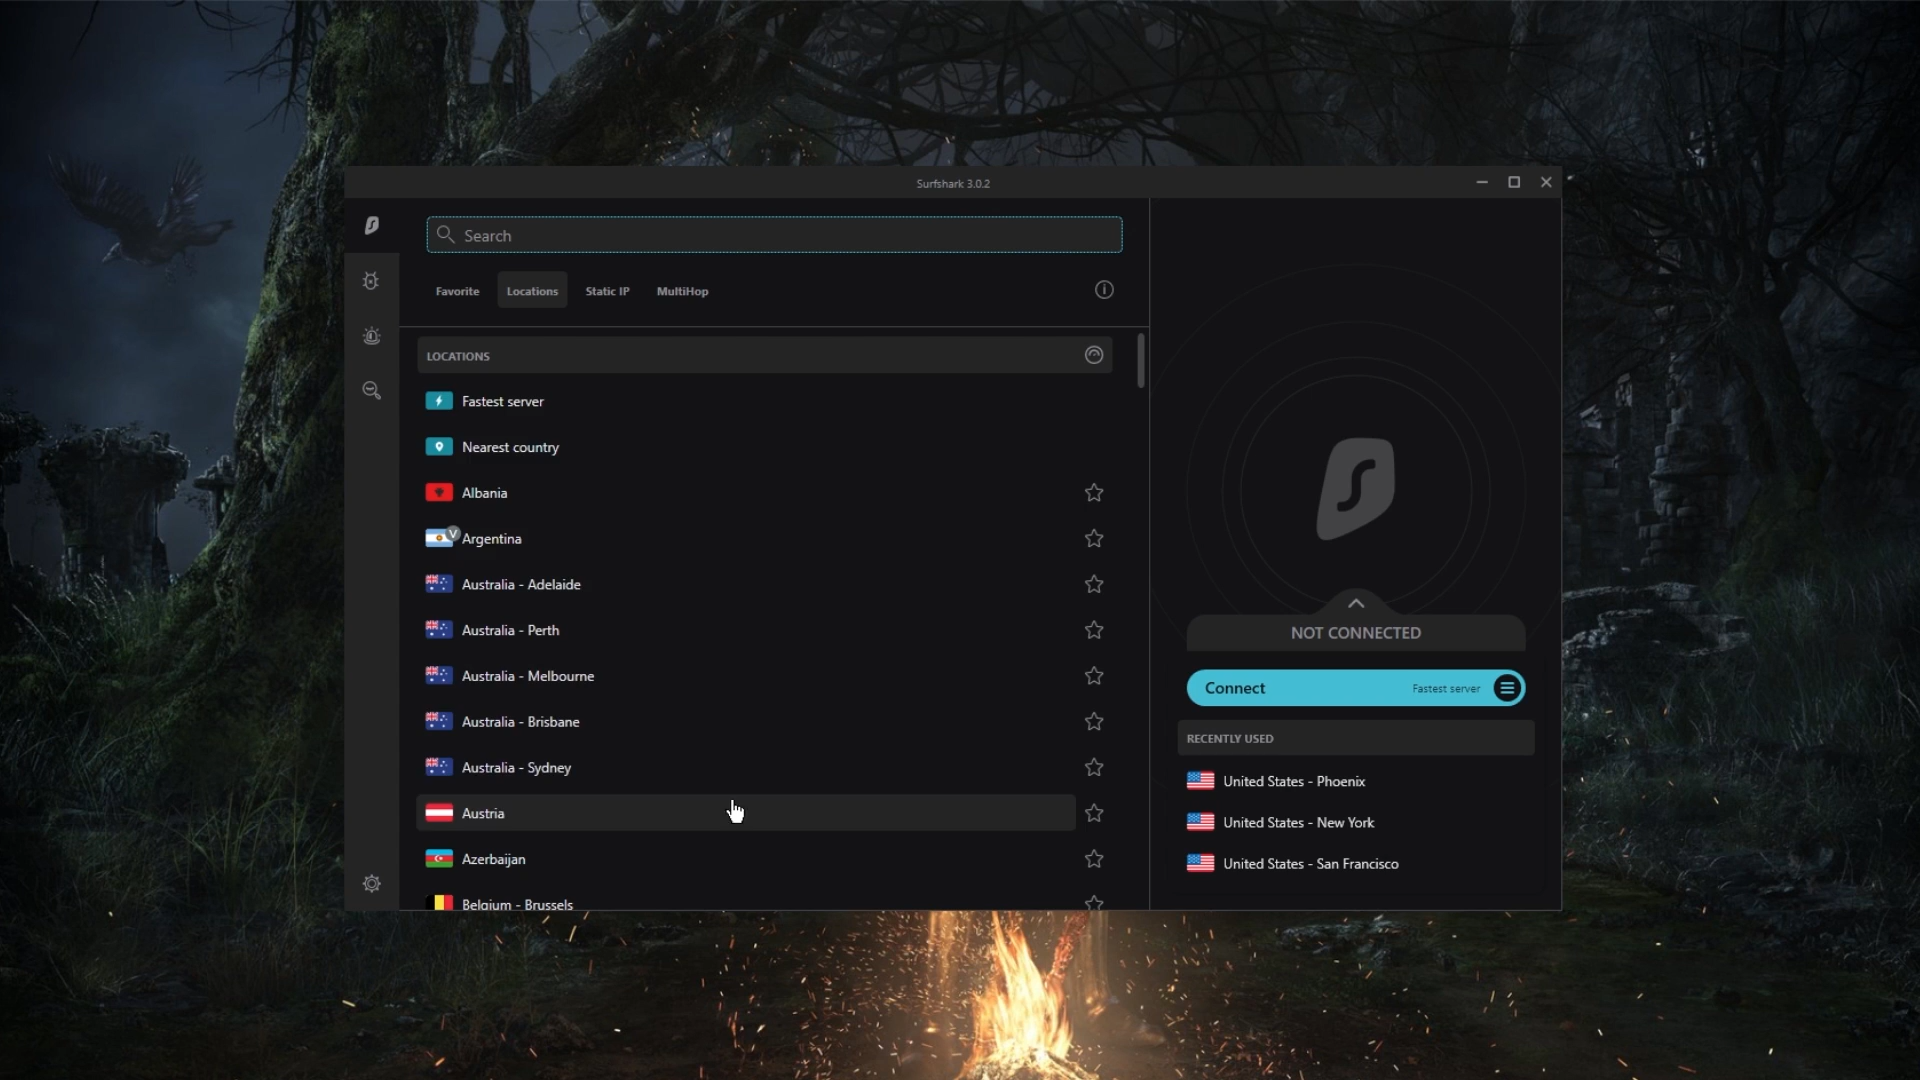 Surfshark 3.0.2
Search
Favorite
Locations
Static IP
MultiHop
LOCATIONS
Fastest server
Nearest country
Albania
V
Argentina
Australia - Adelaide
Australia - Perth
Australia - Melbourne
Australia - Brisbane
Australia - Sydney
Austria
Azerbaijan
Belgium - Brussels
NOT CONNECTED
Connect
Fastest server
RECENTLY USED
United States - Phoenix
United States - New York
United States - San Francisco